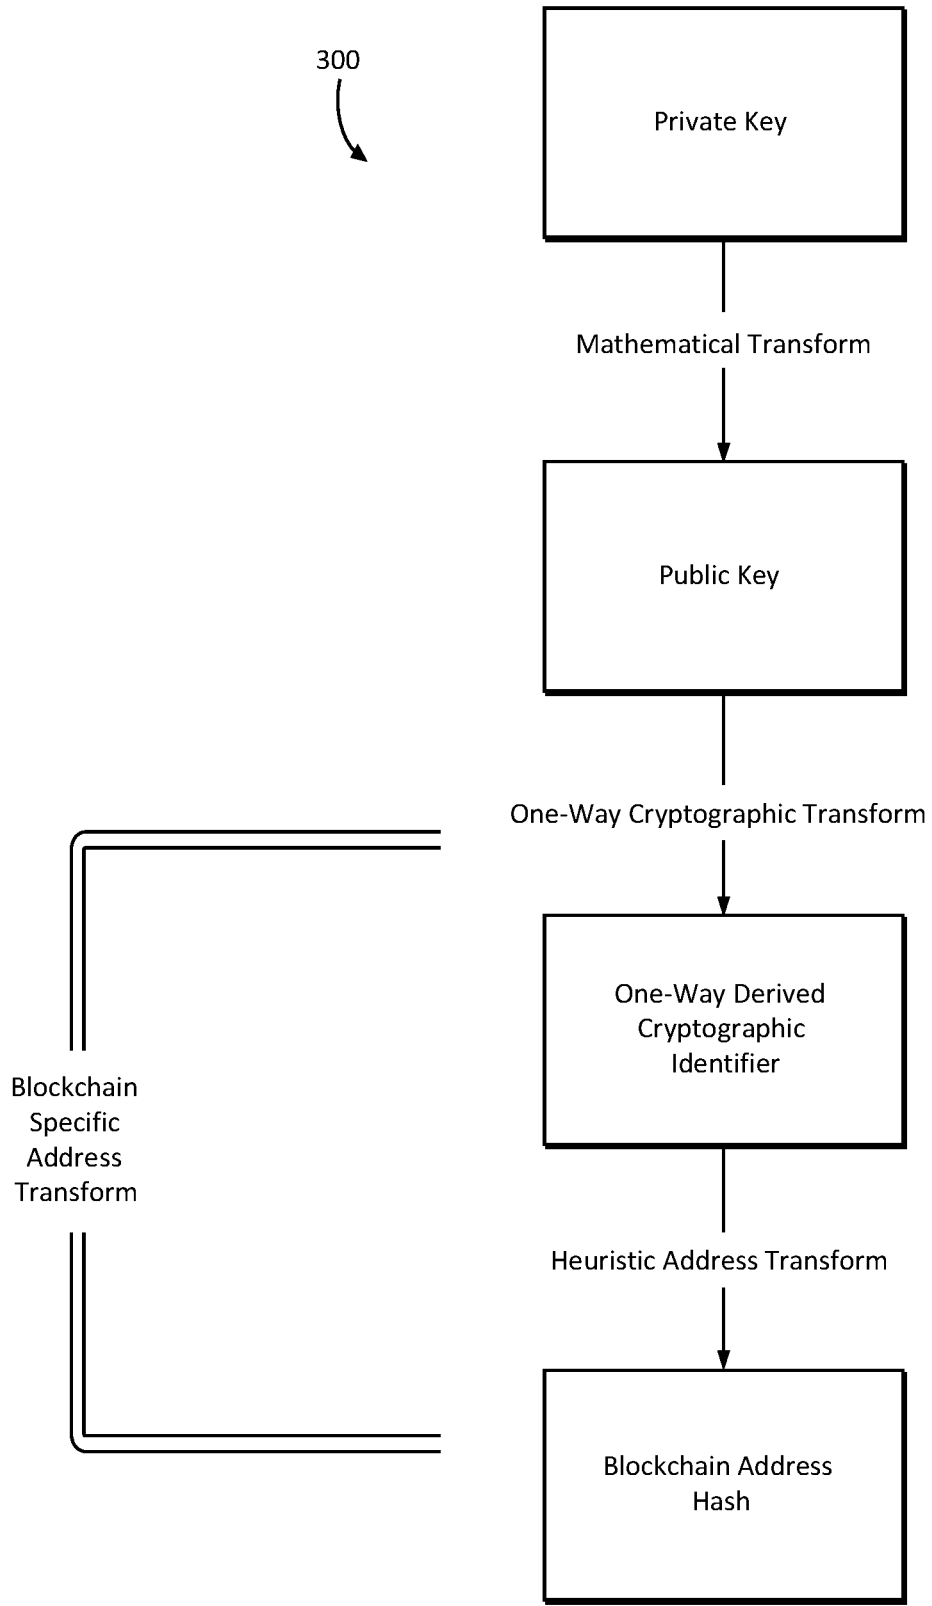 300
Private Key
Mathematical Transform
Public Key
One-Way Cryptographic Transform
One-Way Derived
Cryptographic
Identifier
Blockchain
Specific
Address
Transform
Heuristic Address Transform
Blockchain Address
Hash